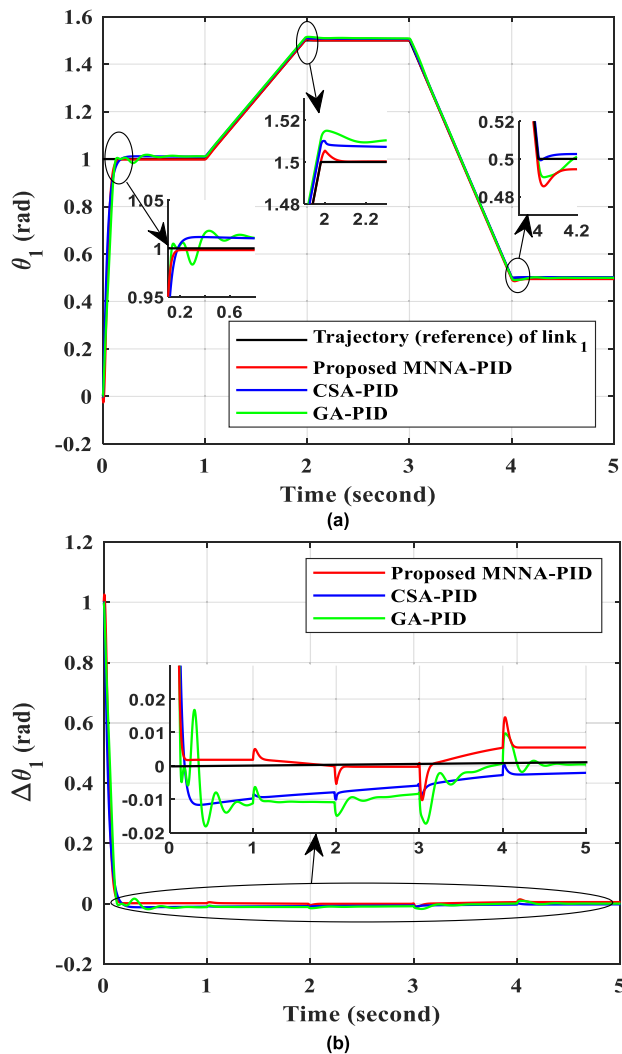 1.6
1.4
1.2
1
0.8
0.6
0.4
0.2
0
-0.2
θ1 (rad)
1.52
1.5
1.48
2 2.2
0.52
0.5
0.48
4 4.2
1.05
1
0.95
0.2 0.4 0.6
Trajectory (reference) of link1
Proposed MNNA-PID
CSA-PID
GA-PID
0 1 2 3 4 5
Time (second)
(a)
1.2
1
0.8
0.6
0.4
0.2
0
-0.2
Δθ1 (rad)
Proposed MNNA-PID
CSA-PID
GA-PID
0.02
0.01
0
-0.01
-0.02
0 1 2 3 4 5
0 1 2 3 4 5
Time (second)
(b)